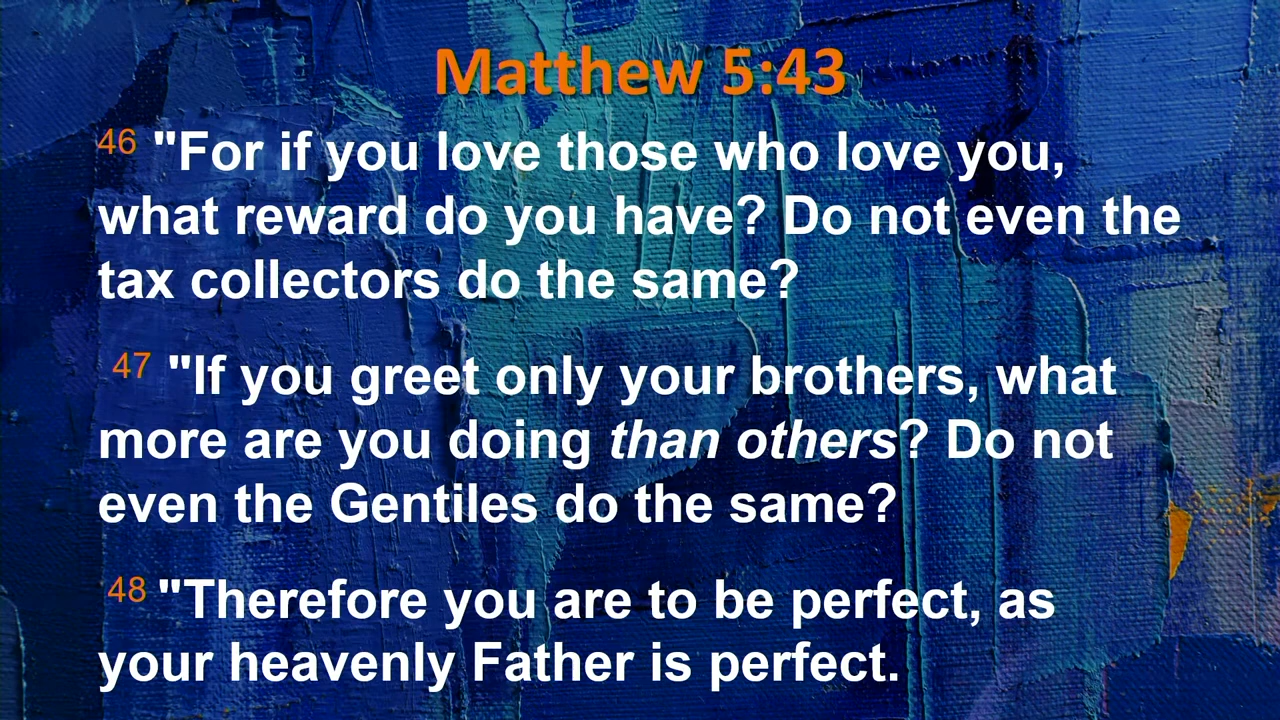 Matthew 5:43
46 "For if you love those who love you,
what reward do you have? Do not even the
tax collectors do the same?
47 "If you greet only your brothers, what
more are you doing than others? Do not
even the Gentiles do the same?
48 "Therefore you are to be perfect, as
your heavenly Father is perfect.